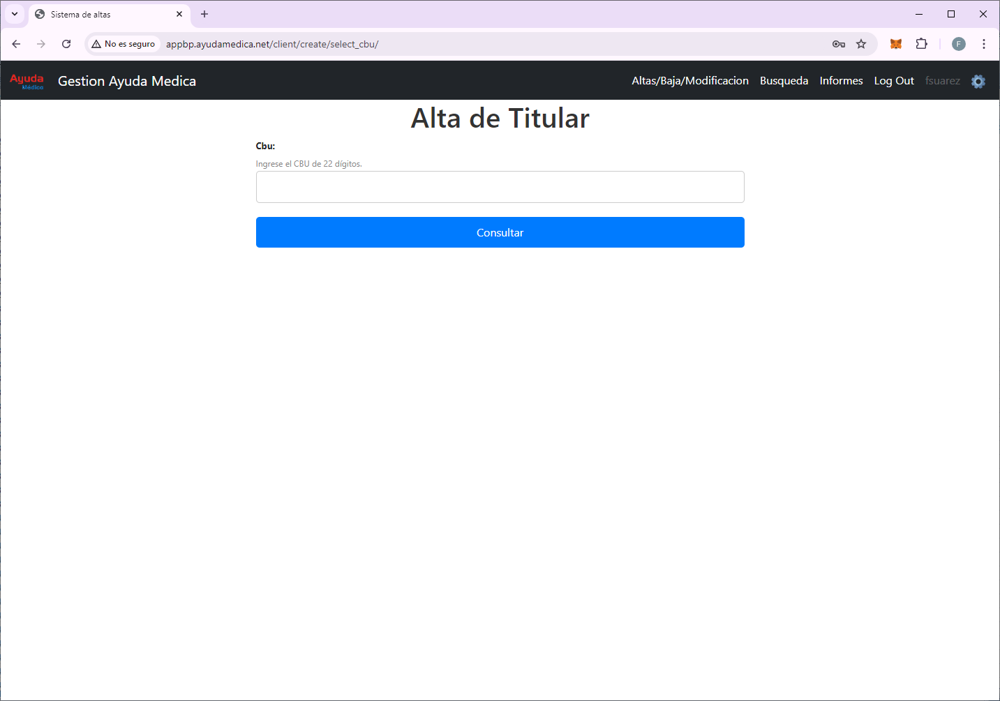 Sistema de altas
No es seguro
appbp.ayudamedica.net/client/create/select_cbu/
F
Ayuda
Médica
Gestion Ayuda Medica
Altas/Baja/Modificacion
Busqueda
Informes
Log Out
fsuarez
Alta de Titular
Cbu:
Ingrese el CBU de 22 dígitos.
Consultar